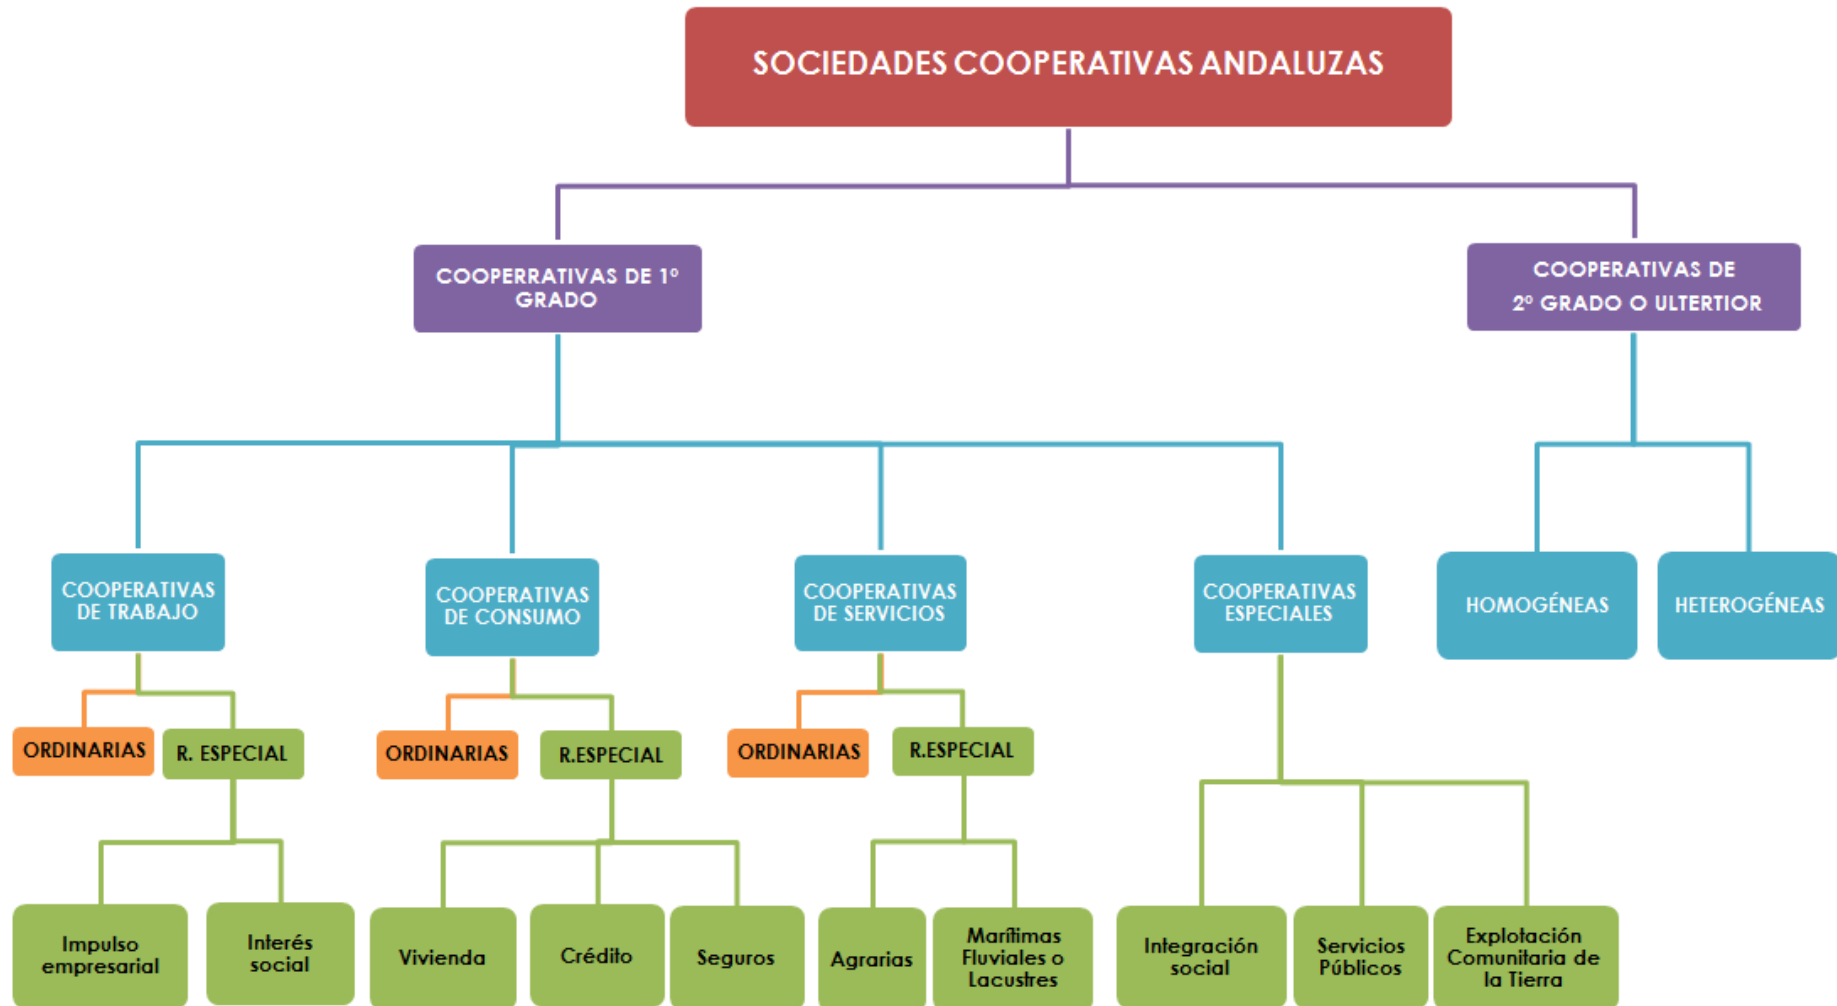 SOCIEDADES COOPERATIVAS ANDALUZAS
COOPERRATIVAS DE 1º
GRADO
COOPERATIVAS DE
2º GRADO O ULTERTIOR
COOPERATIVAS
DE TRABAJO
COOPERATIVAS
DE CONSUMO
COOPERATIVAS
DE SERVICIOS
COOPERATIVAS
ESPECIALES
HOMOGÉNEAS
HETEROGÉNEAS
ORDINARIAS
R. ESPECIAL
ORDINARIAS
R.ESPECIAL
ORDINARIAS
R.ESPECIAL
Impulso
empresarial
Interés
social
Vivienda
Crédito
Seguros
Agrarias
Marítimas
Fluviales o
Lacustres
Integración
social
Servicios
Públicos
Explotación
Comunitaria de
la Tierra